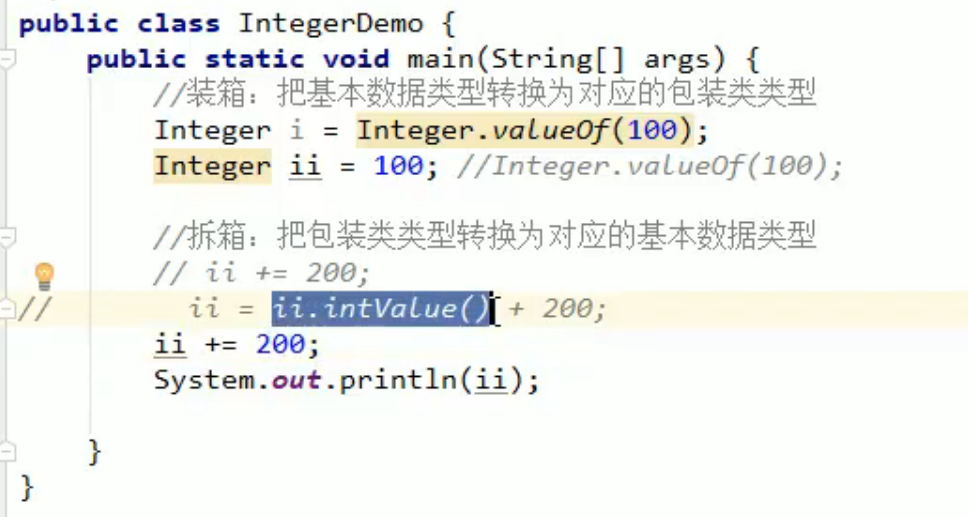 public class IntegerDemo {
public static void main(String[] args) {
//装箱：把基本数据类型转换为对应的包装类类型
Integer i = Integer.valueOf(100);
Integer ii = 100; //Integer.valueOf(100);
//拆箱：把包装类类型转换为对应的基本数据类型
// ii += 200;
// ii = ii.intValue() + 200;
ii += 200;
System.out.println(ii);
}
}